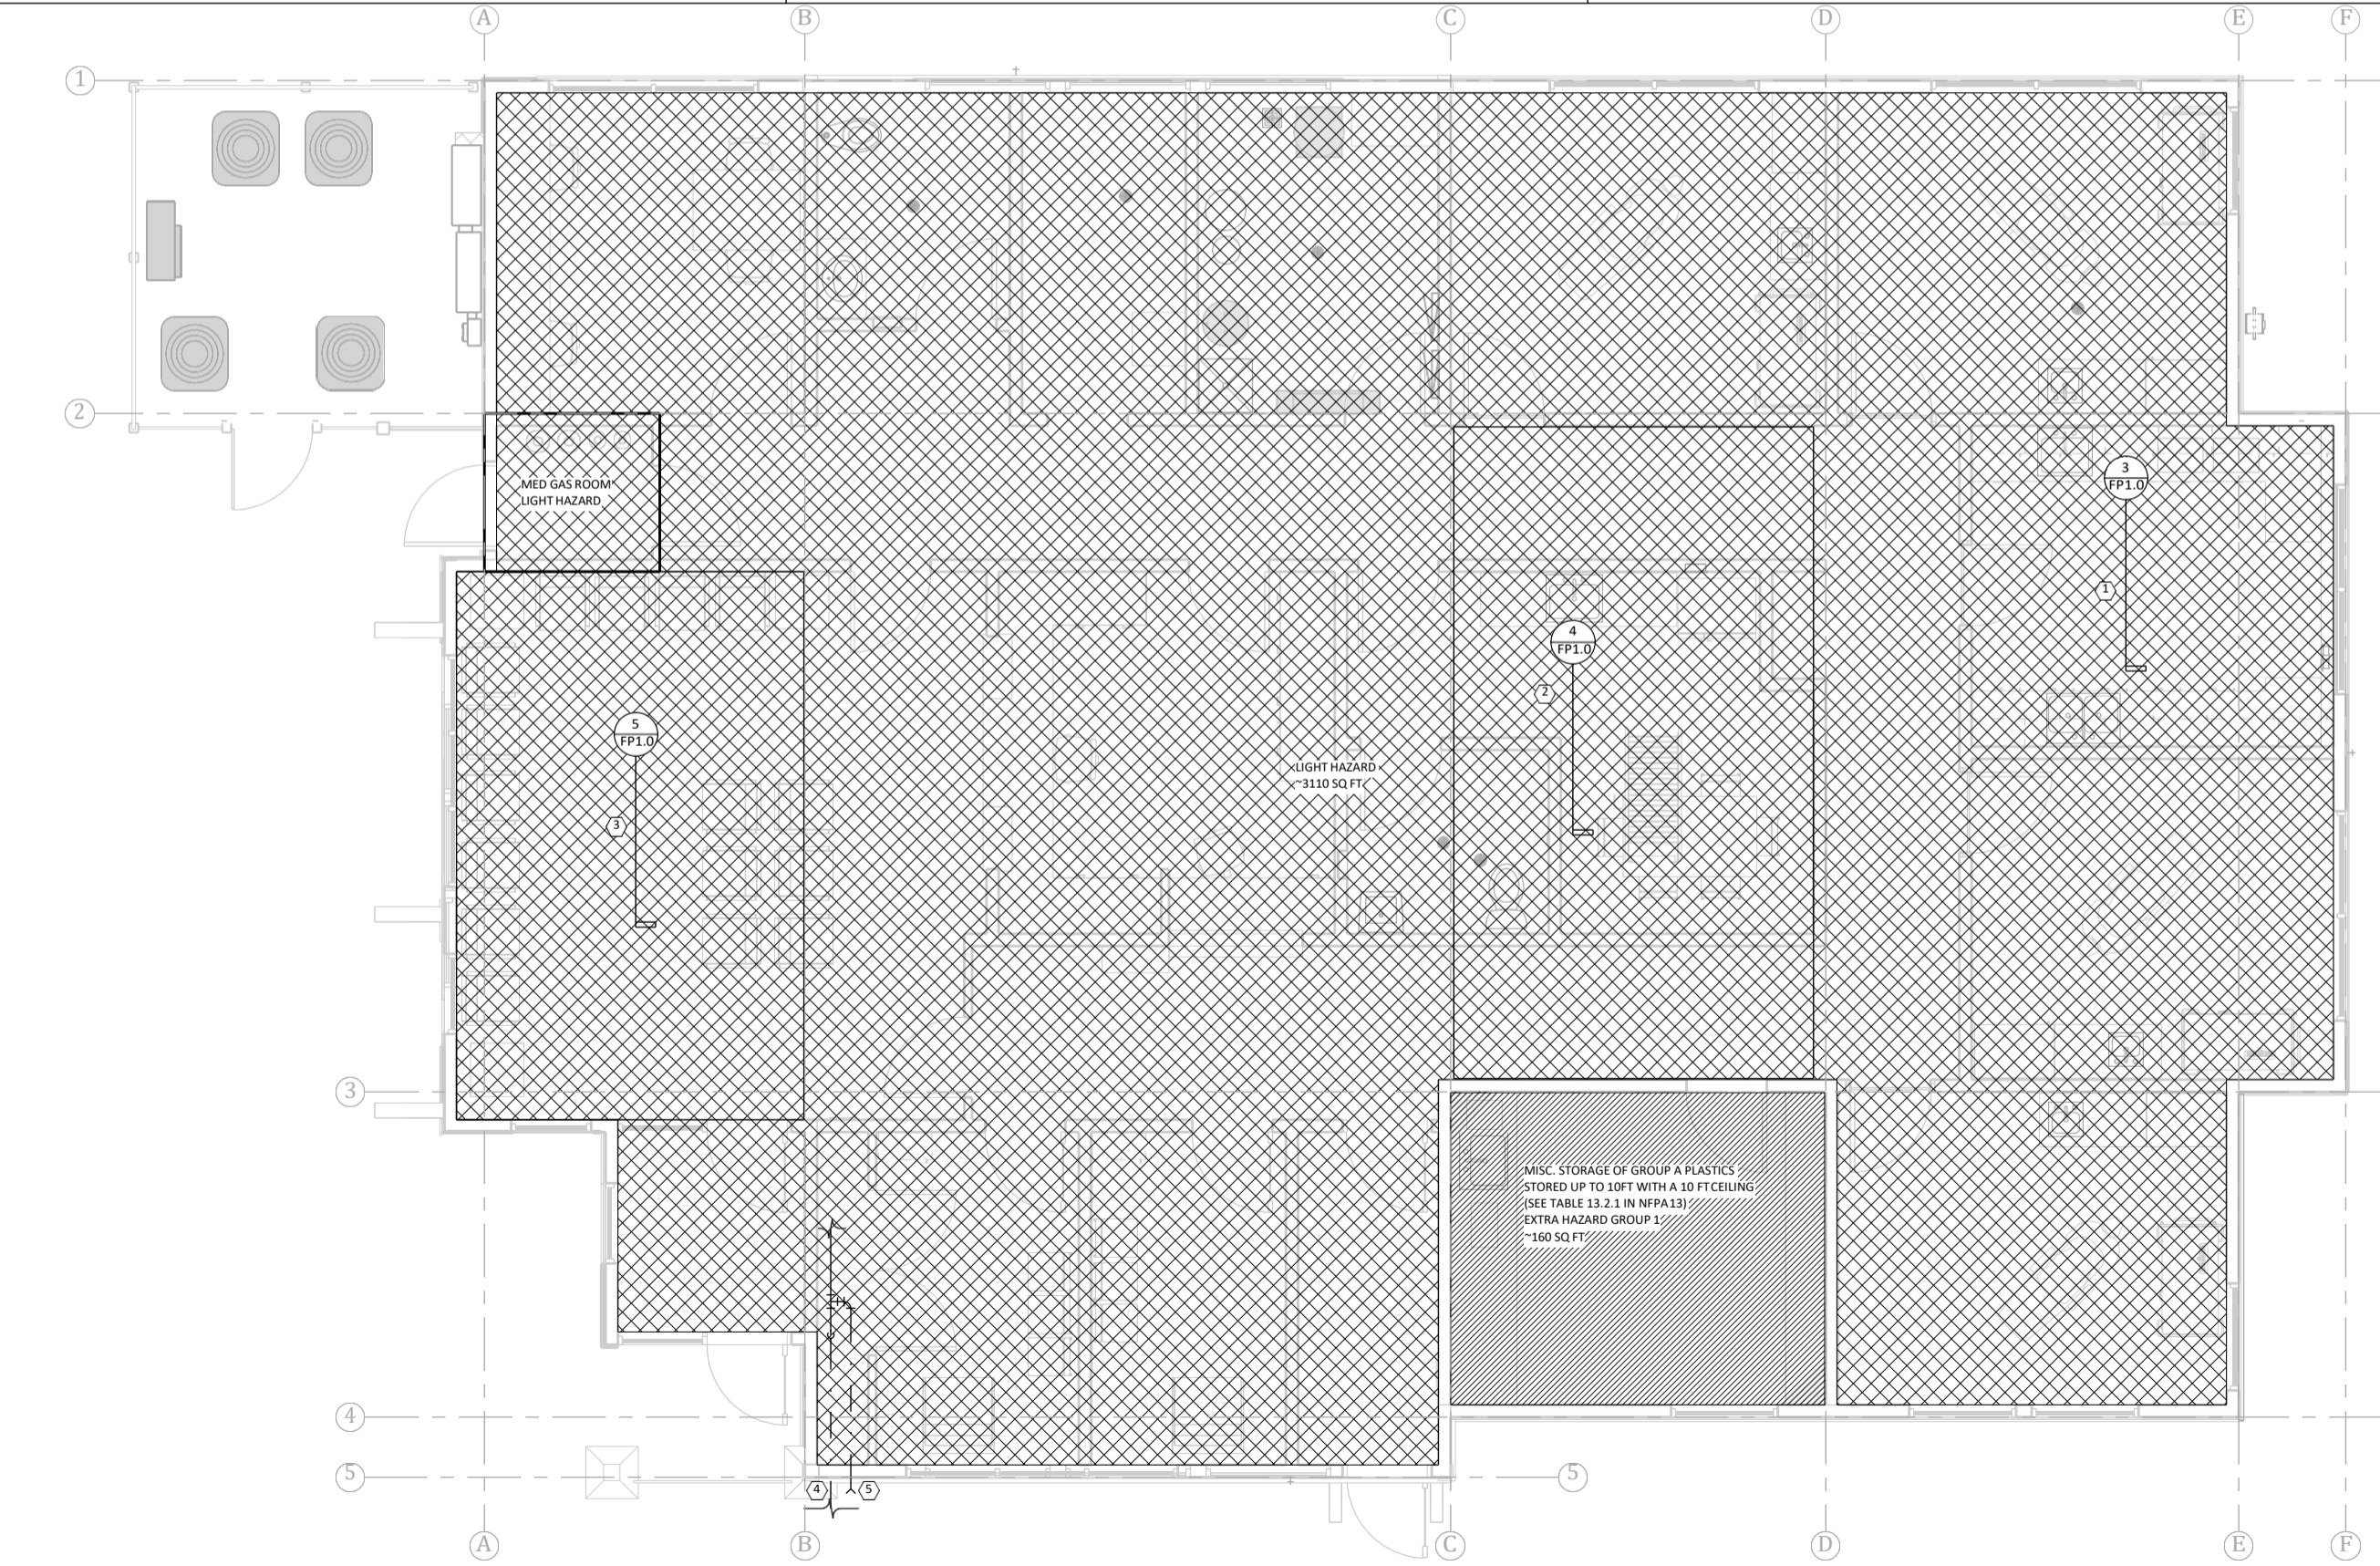 A B C D E F
1
2
MED GAS ROOM
LIGHT HAZARD
3
FP1.0
1
4
FP1.0
2
5
FP1.0
3
LIGHT HAZARD
~3110 SQ FT
3
MISC. STORAGE OF GROUP A PLASTICS
STORED UP TO 10FT WITH A 10 FT CEILING
(SEE TABLE 13.2.1 IN NFPA13)
EXTRA HAZARD GROUP 1
~160 SQ FT
4
5 5
4 5
A B C D E F